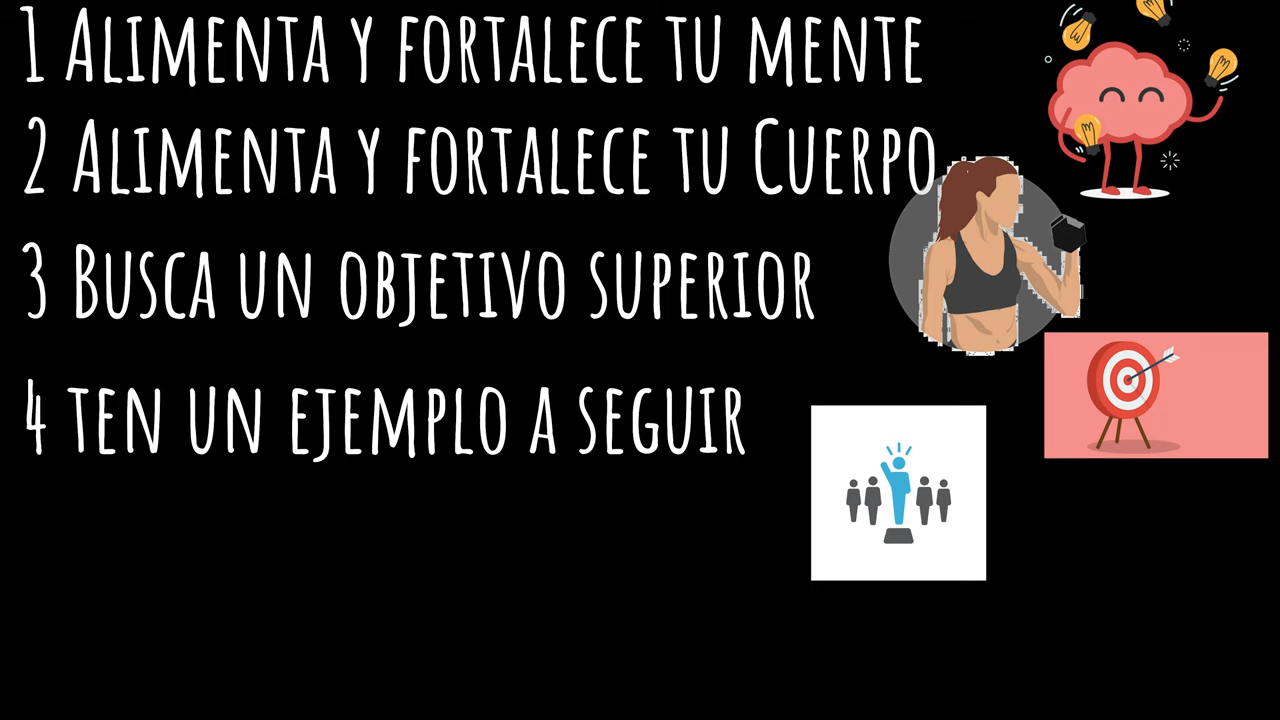 1 Alimenta y fortalece tu mente
2 Alimenta y fortalece tu Cuerpo
3 Busca un objetivo superior
4 ten un ejemplo a seguir